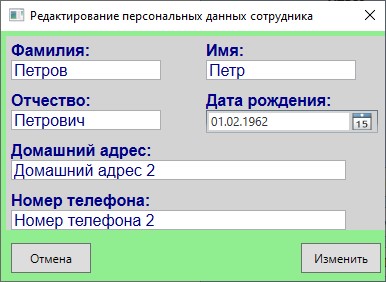 Редактирование персональных данных сотрудника
Фамилия: Имя:
Петров Петр
Отчество: Дата рождения:
Петрович 01.02.1962 15
Домашний адрес:
Домашний адрес 2
Номер телефона:
Номер телефона 2
Отмена Изменить